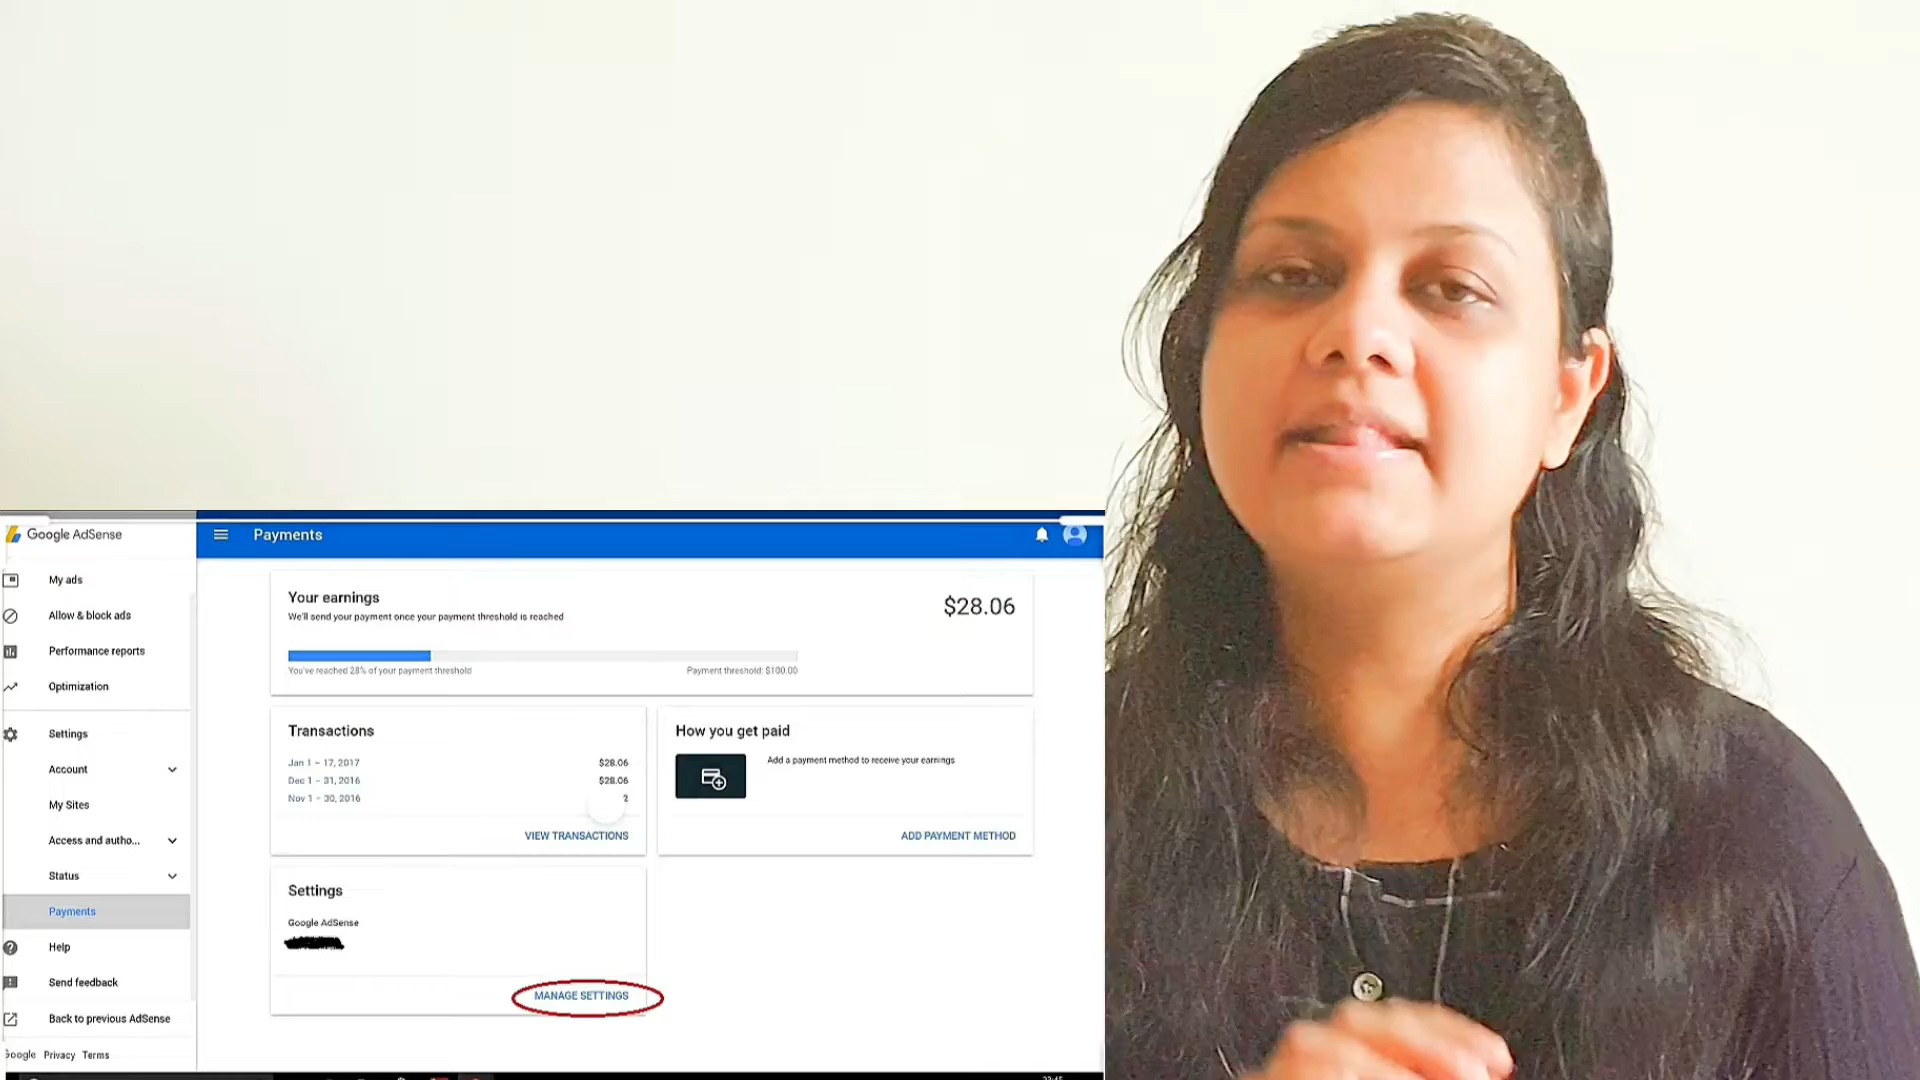 Google AdSense
Payments
My ads
Allow & block ads
Performance reports
Optimization
Settings
Account
My Sites
Access and autho...
Status
Payments
Help
Send feedback
Back to previous AdSense
Google Privacy Terms
Your earnings
$28.06
We'll send your payment once your payment threshold is reached
You've reached 28% of your payment threshold
Payment threshold: $100.00
Transactions
Jan 1 – 17, 2017 $28.06
Dec 1 – 31, 2016 $28.06
Nov 1 – 30, 2016 2
VIEW TRANSACTIONS
How you get paid
Add a payment method to receive your earnings
ADD PAYMENT METHOD
Settings
Google AdSense
MANAGE SETTINGS